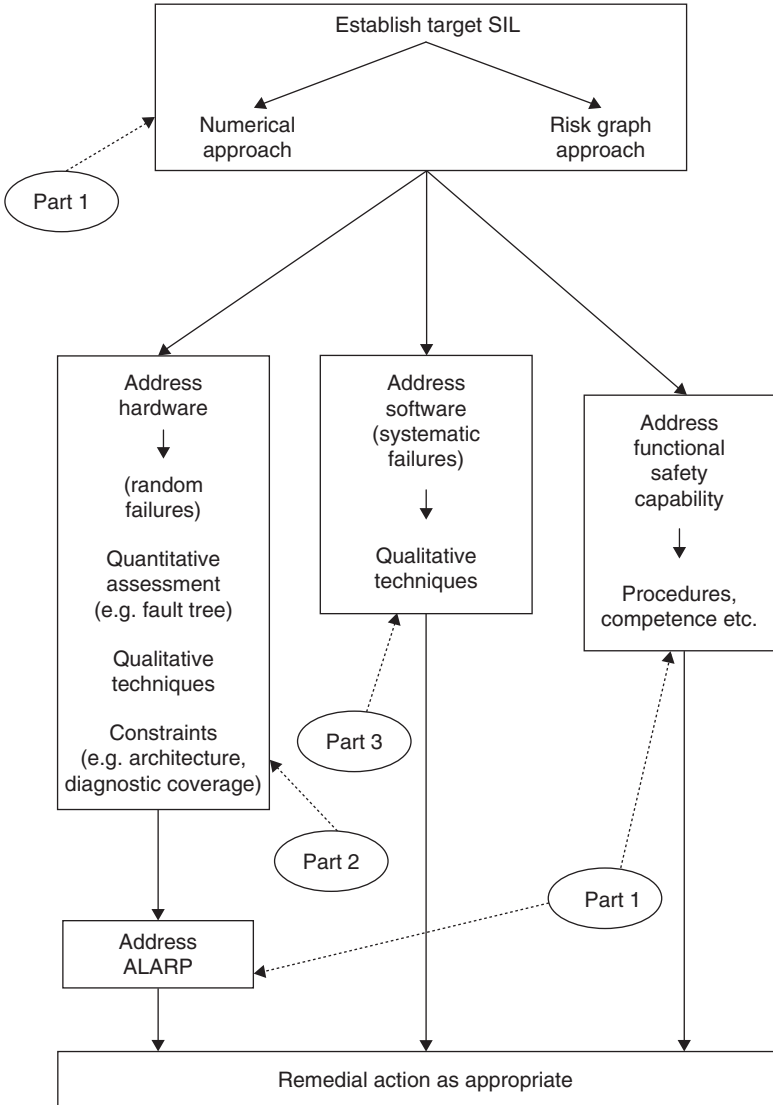 Establish target SIL
Numerical
approach
Risk graph
approach
Part 1
Address
hardware
(random
failures)
Quantitative
assessment
(e.g. fault tree)
Qualitative
techniques
Constraints
(e.g. architecture,
diagnostic coverage)
Address
software
(systematic
failures)
Qualitative
techniques
Address
functional
safety
capability
Procedures,
competence etc.
Part 3
Part 2
Part 1
Address
ALARP
Remedial action as appropriate